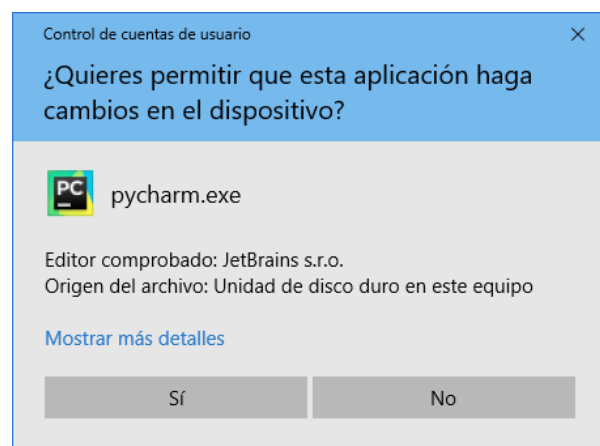 Control de cuentas de usuario
¿Quieres permitir que esta aplicación haga
cambios en el dispositivo?
PC
pycharm.exe
Editor comprobado: JetBrains s.r.o.
Origen del archivo: Unidad de disco duro en este equipo
Mostrar más detalles
Sí
No